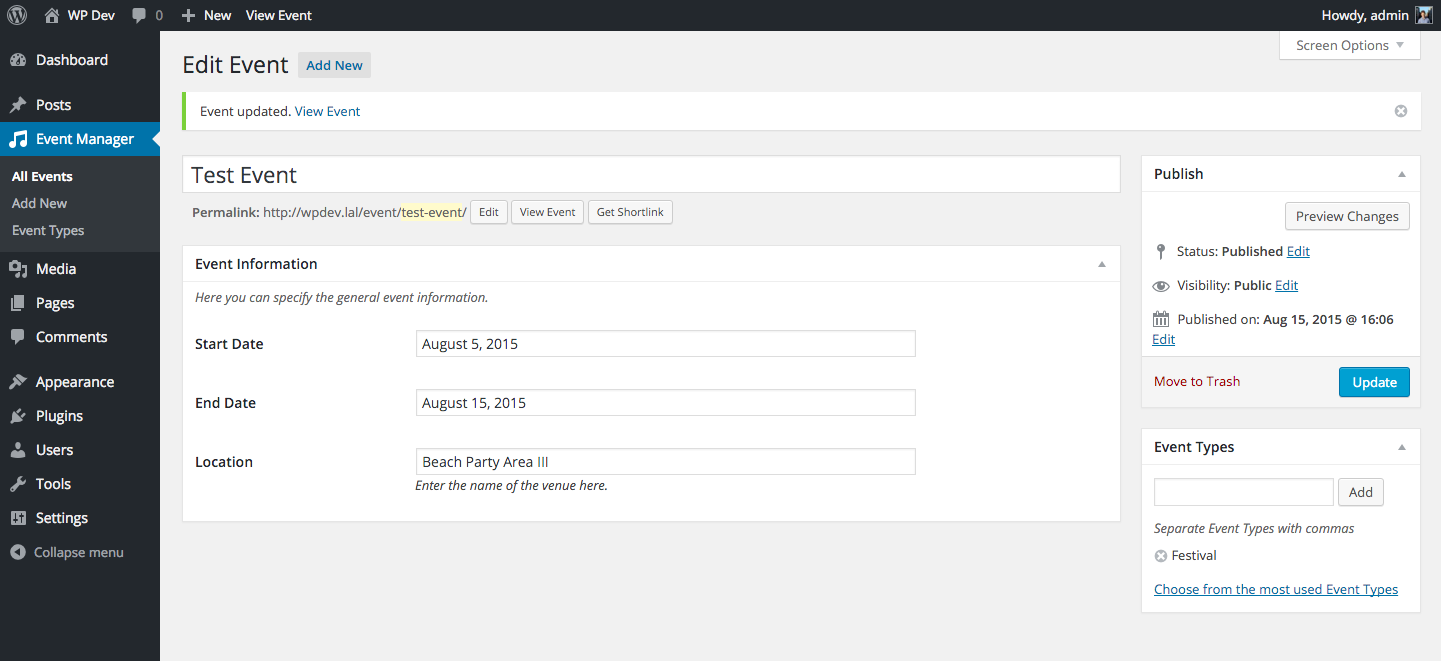 WP Dev 0 New View Event Howdy, admin
Dashboard
Posts
Event Manager
All Events
Add New
Event Types
Media
Pages
Comments
Appearance
Plugins
Users
Tools
Settings
Collapse menu
Screen Options
Edit Event Add New
Event updated. View Event
Test Event
Permalink: http://wpdev.lal/event/test-event/ Edit View Event Get Shortlink
Event Information
Here you can specify the general event information.
Start Date August 5, 2015
End Date August 15, 2015
Location Beach Party Area III
Enter the name of the venue here.
Publish
Preview Changes
Status: Published Edit
Visibility: Public Edit
Published on: Aug 15, 2015 @ 16:06
Edit
Move to Trash Update
Event Types
Add
Separate Event Types with commas
Festival
Choose from the most used Event Types